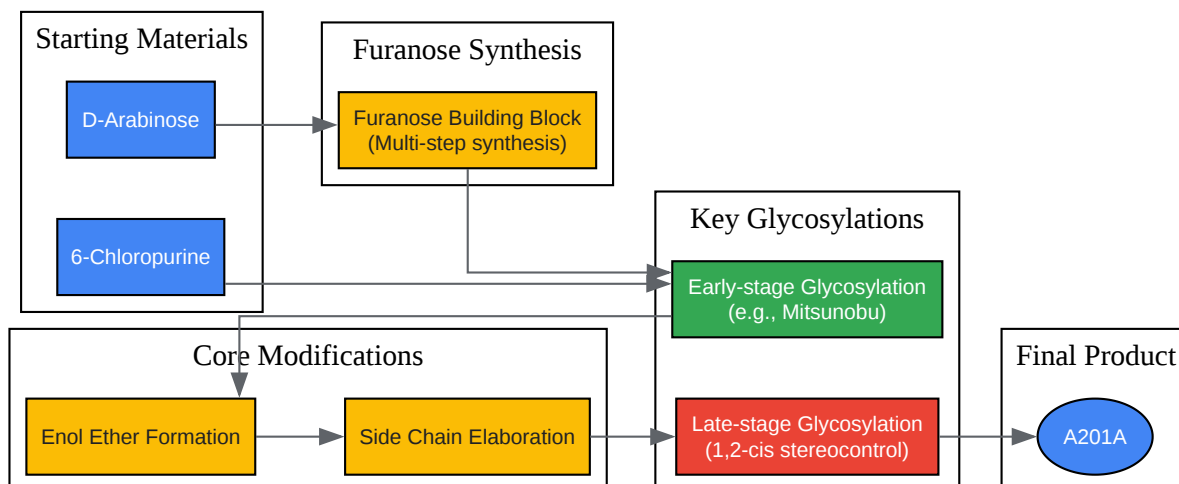 Starting Materials
D-Arabinose
6-Chloropurine
Furanose Synthesis
Furanose Building Block
(Multi-step synthesis)
Key Glycosylations
Early-stage Glycosylation
(e.g., Mitsunobu)
Late-stage Glycosylation
(1,2-cis stereocontrol)
Core Modifications
Enol Ether Formation
Side Chain Elaboration
Final Product
A201A